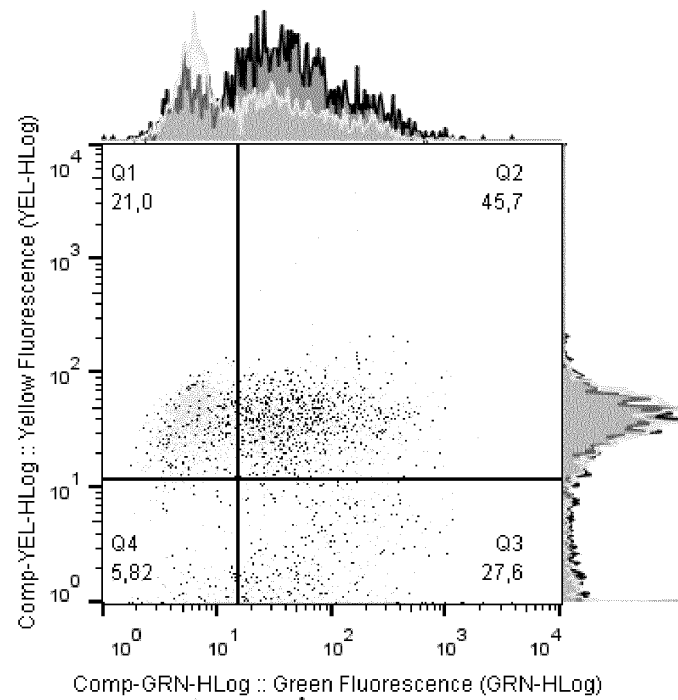 Q1
21,0
Q2
45,7
Q4
5,82
Q3
27,6
10^4
10^3
10^2
10^1
10^0
10^0 10^1 10^2 10^3 10^4
Comp-YEL-HLog :: Yellow Fluorescence (YEL-HLog)
Comp-GRN-HLog :: Green Fluorescence (GRN-HLog)